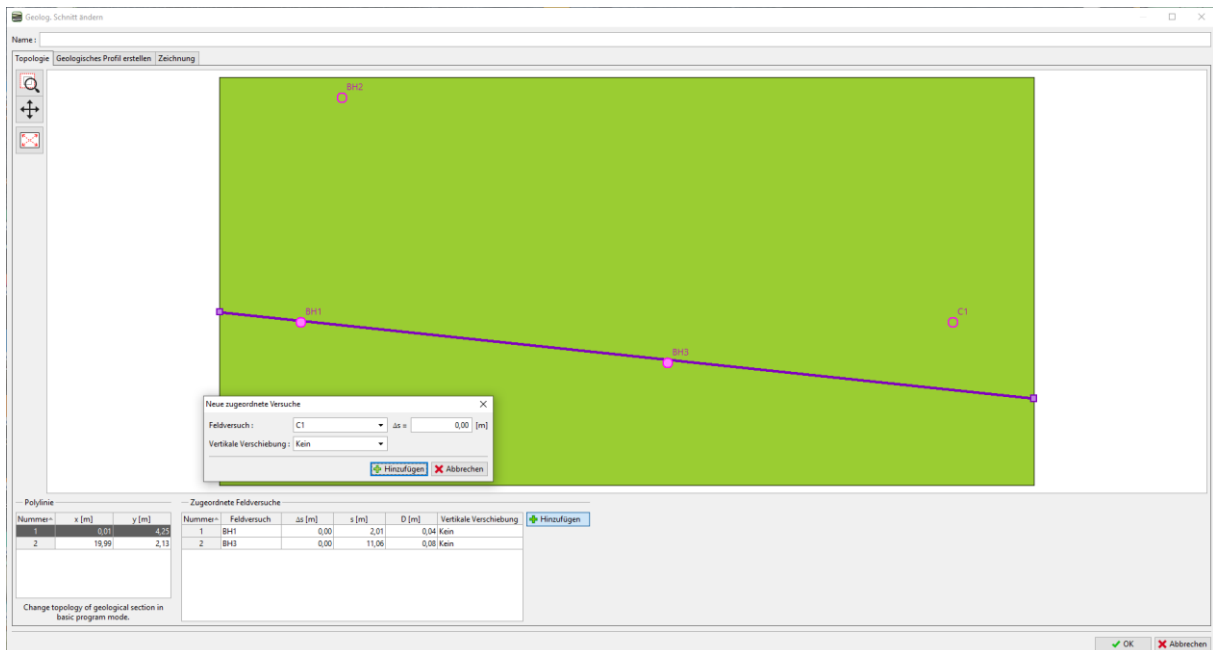 Geolog. Schnitt ändern
Name :
Topologie Geologisches Profil erstellen Zeichnung
BH2
BH1
C1
BH3
Neue zugeordnete Versuche
Feldversuch : C1 Δs = 0,00 [m]
Vertikale Verschiebung : Kein
Hinzufügen Abbrechen
Polylinie
Nummer x [m] y [m]
1 0,01 4,25
2 19,99 2,13
Change topology of geological section in
basic program mode.
Zugeordnete Feldversuche
Nummer Feldversuch Δs [m] s [m] D [m] Vertikale Verschiebung
1 BH1 0,00 2,01 0,04 Kein
2 BH3 0,00 11,06 0,08 Kein
Hinzufügen
OK Abbrechen